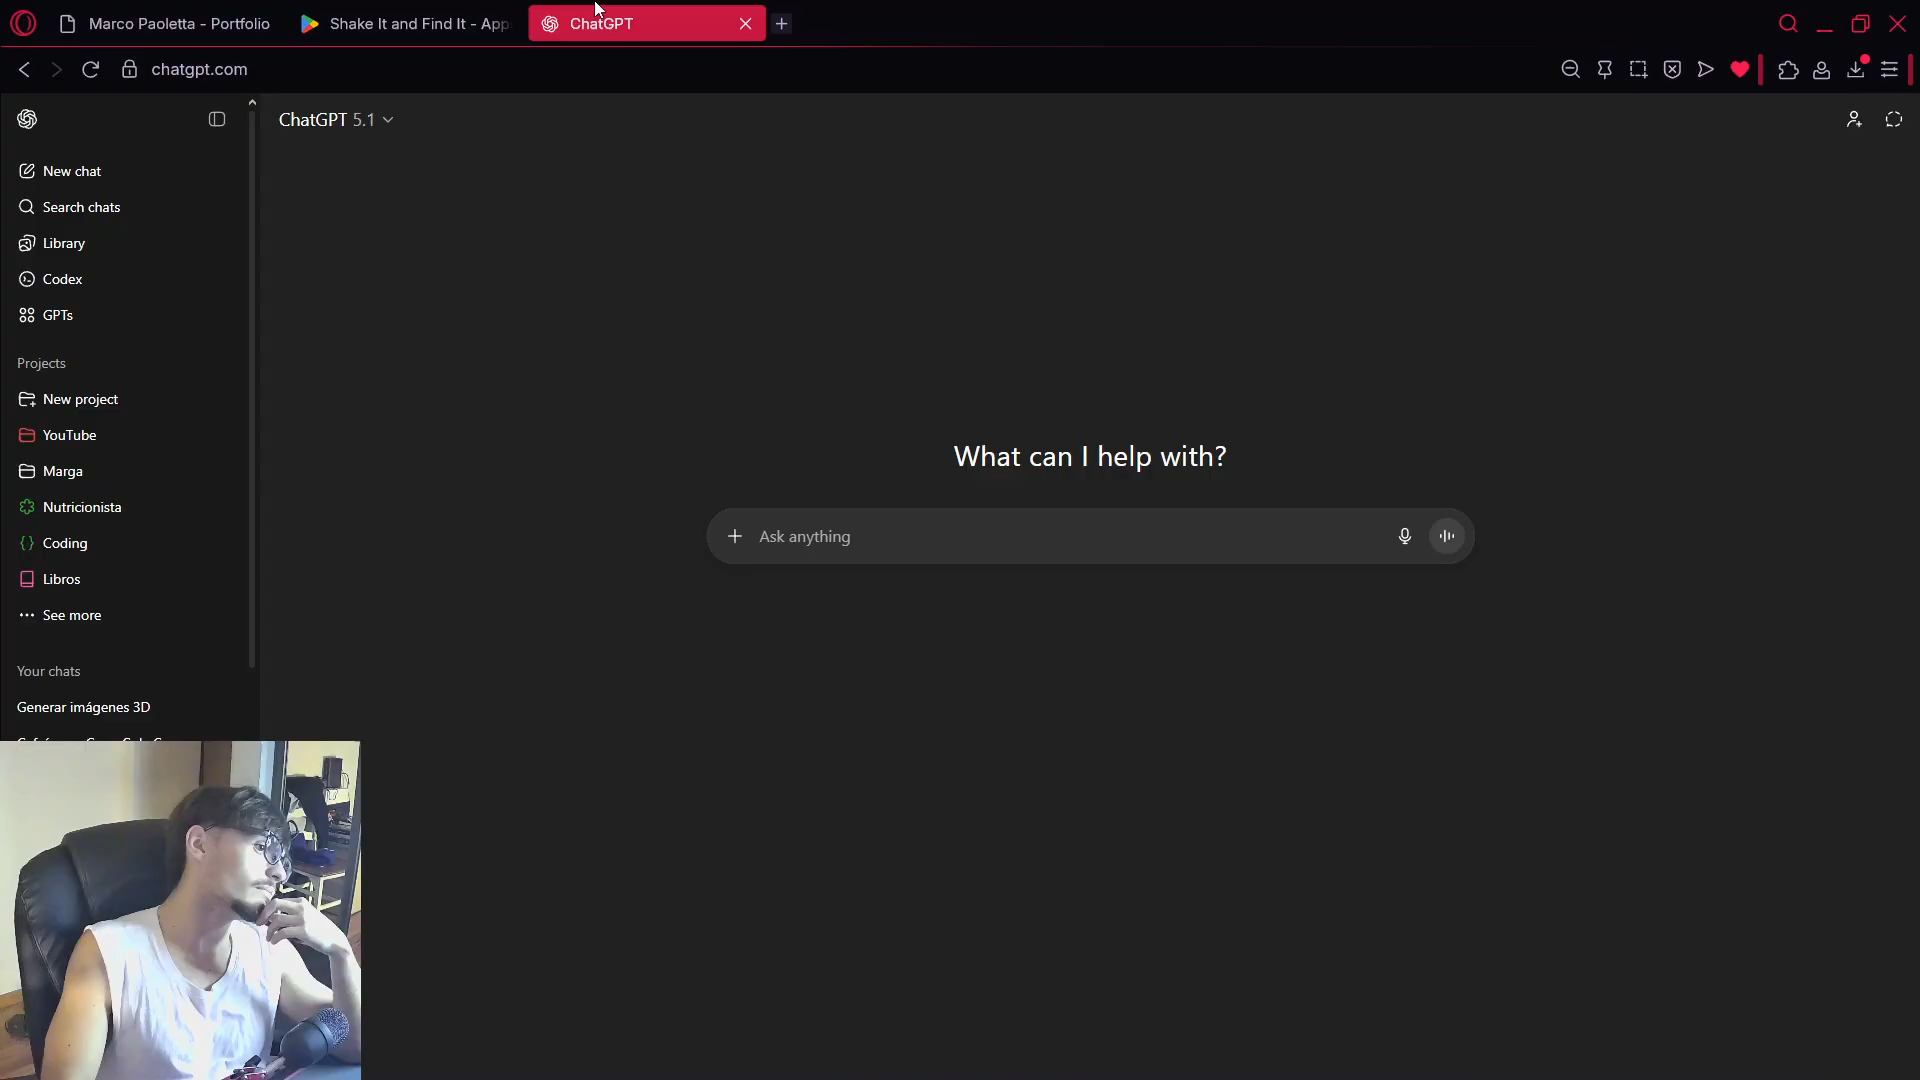 Marco Paoletta - Portfolio
Shake It and Find It - App
ChatGPT
chatgpt.com
ChatGPT 5.1
New chat
Search chats
Library
Codex
GPTs
Projects
New project
YouTube
Marga
Nutricionista
Coding
Libros
See more
Your chats
Generar imágenes 3D
What can I help with?
Ask anything